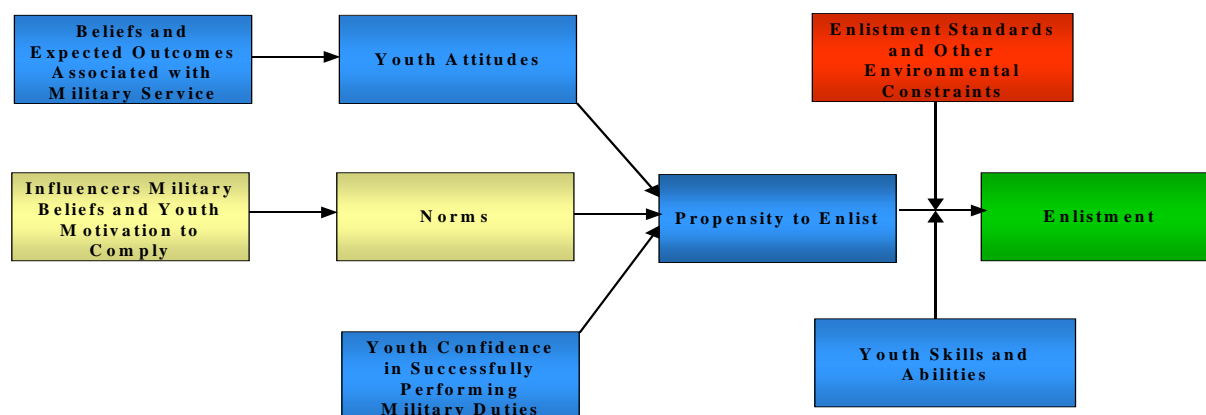 Beliefs and
Expected Outcomes
Associated with
Military Service
Youth Attitudes
Enlistment Standards
and Other
Environmental
Constraints
Influencers Military
Beliefs and Youth
Motivation to
Comply
Norms
Propensity to Enlist
Enlistment
Youth Confidence
in Successfully
Performing
Military Duties
Youth Skills and
Abilities